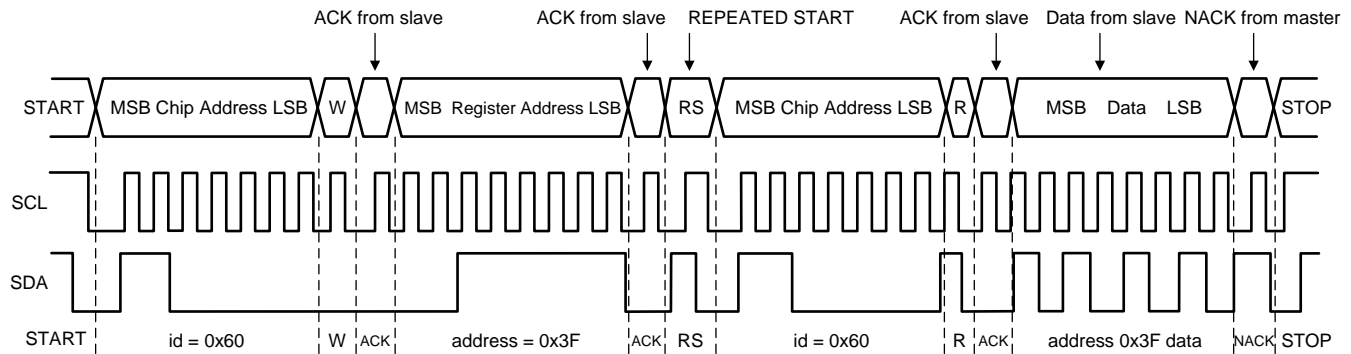 ACK from slave ACK from slave REPEATED START ACK from slave Data from slave NACK from master
START MSB Chip Address LSB W MSB Register Address LSB RS MSB Chip Address LSB R MSB Data LSB STOP
SCL
SDA
START id = 0x60 W ACK address = 0x3F ACK RS id = 0x60 R ACK address 0x3F data NACK STOP